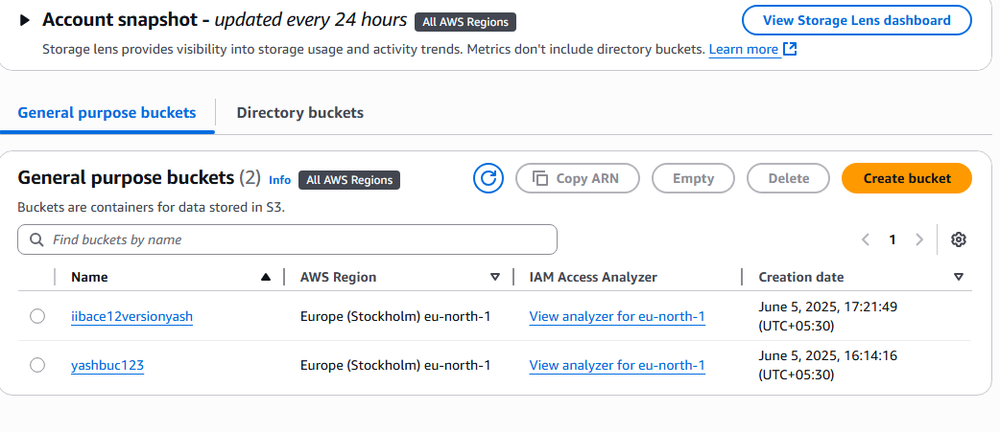 Account snapshot - updated every 24 hours All AWS Regions View Storage Lens dashboard
Storage lens provides visibility into storage usage and activity trends. Metrics don't include directory buckets. Learn more
General purpose buckets Directory buckets
General purpose buckets (2) Info All AWS Regions Copy ARN Empty Delete Create bucket
Buckets are containers for data stored in S3.
Find buckets by name 1
Name AWS Region IAM Access Analyzer Creation date
iibace12versionyash Europe (Stockholm) eu-north-1 View analyzer for eu-north-1 June 5, 2025, 17:21:49
(UTC+05:30)
yashbuc123 Europe (Stockholm) eu-north-1 View analyzer for eu-north-1 June 5, 2025, 16:14:16
(UTC+05:30)